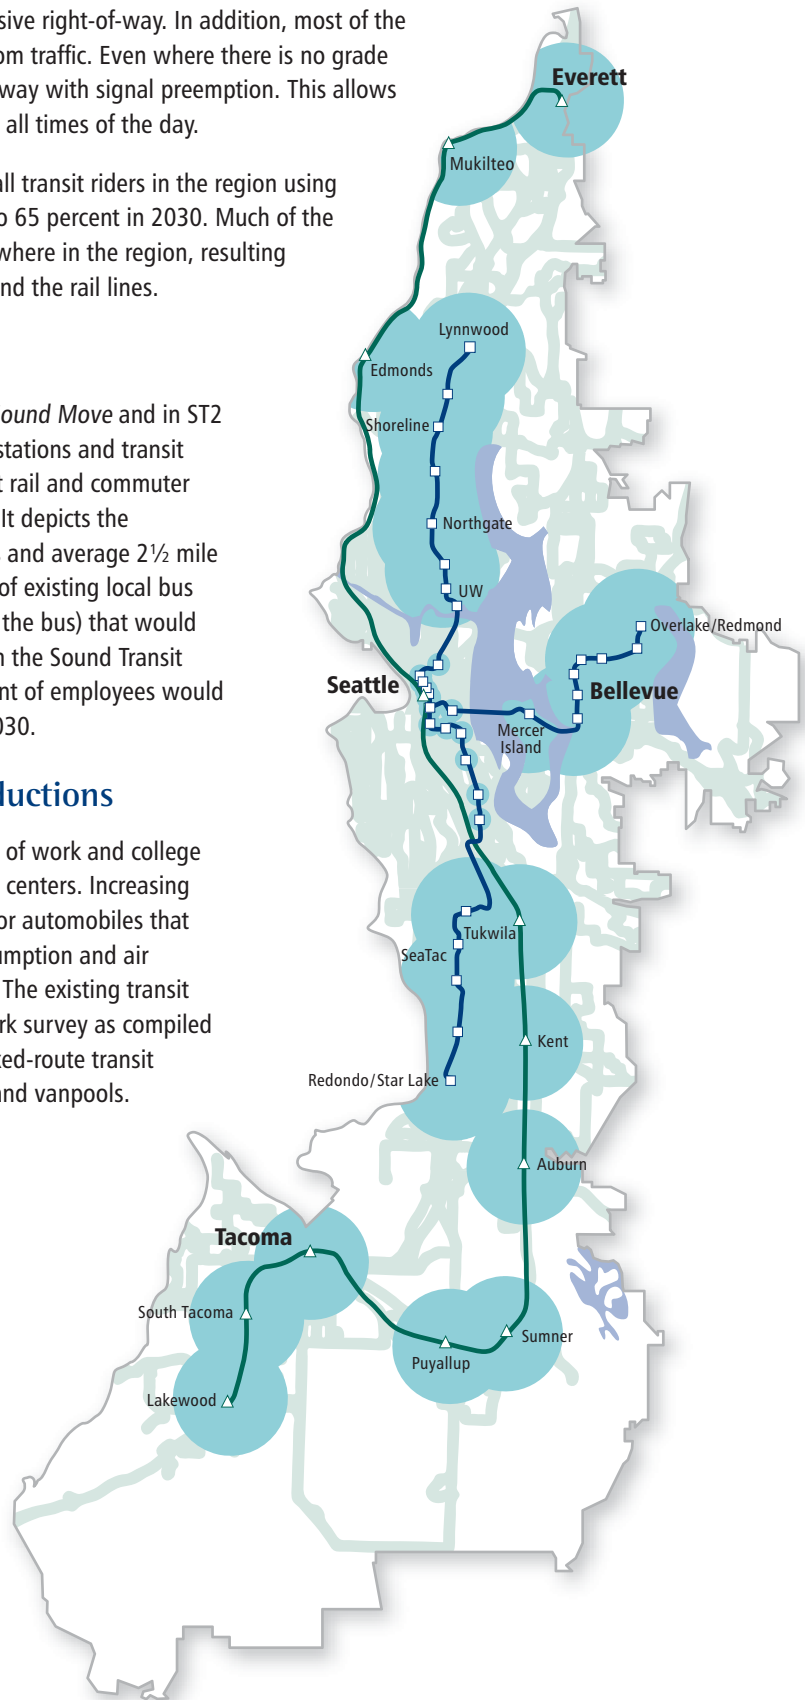 sive right-of-way. In addition, most of the
om traffic. Even where there is no grade
way with signal preemption. This allows
all times of the day.
all transit riders in the region using
o 65 percent in 2030. Much of the
where in the region, resulting
nd the rail lines.
ound Move and in ST2
stations and transit
t rail and commuter
It depicts the
s and average 2½ mile
of existing local bus
the bus) that would
n the Sound Transit
nt of employees would
030.
ductions
of work and college
centers. Increasing
or automobiles that
umption and air
The existing transit
rk survey as compiled
xed-route transit
and vanpools.
Everett
Mukilteo
Lynnwood
Edmonds
Shoreline
Northgate
UW
Overlake/Redmond
Seattle
Bellevue
Mercer
Island
Tukwila
SeaTac
Kent
Redondo/Star Lake
Auburn
Tacoma
South Tacoma
Sumner
Puyallup
Lakewood